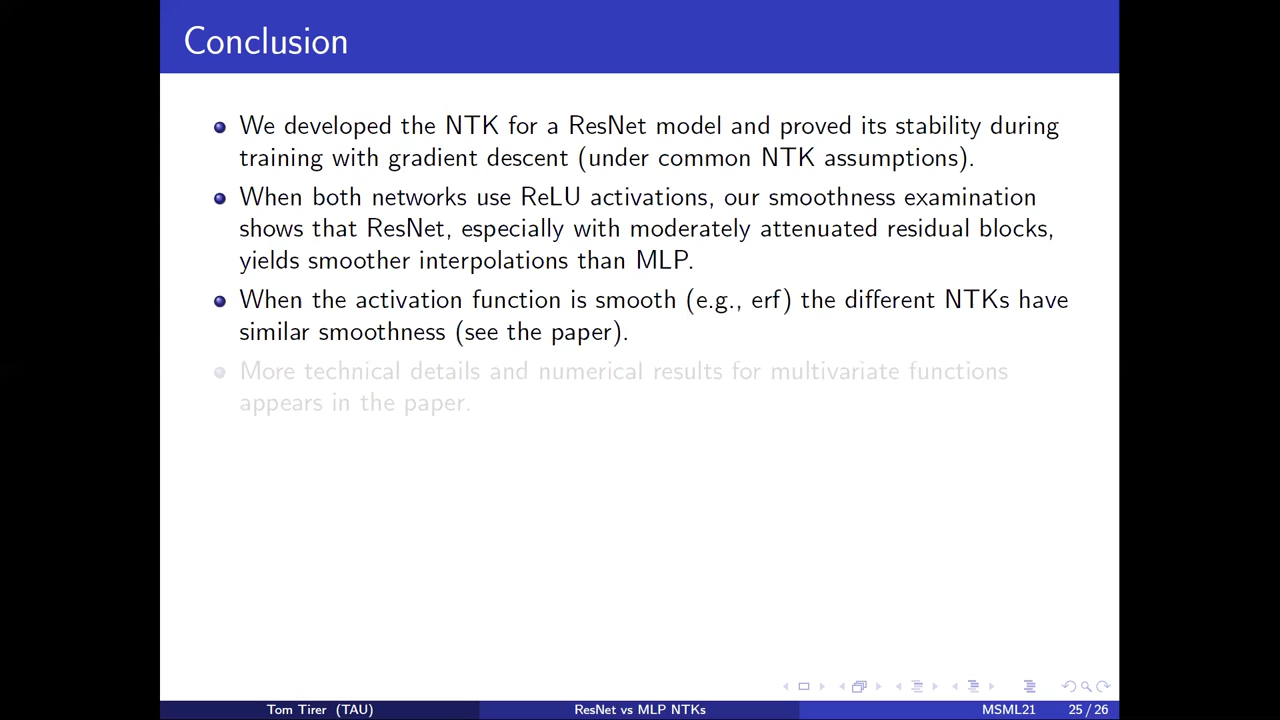 Conclusion
We developed the NTK for a ResNet model and proved its stability during
training with gradient descent (under common NTK assumptions).
When both networks use ReLU activations, our smoothness examination
shows that ResNet, especially with moderately attenuated residual blocks,
yields smoother interpolations than MLP.
When the activation function is smooth (e.g., erf) the different NTKs have
similar smoothness (see the paper).
More technical details and numerical results for multivariate functions
appears in the paper.
Tom Tirer (TAU) ResNet vs MLP NTKs MSML21 25 / 26